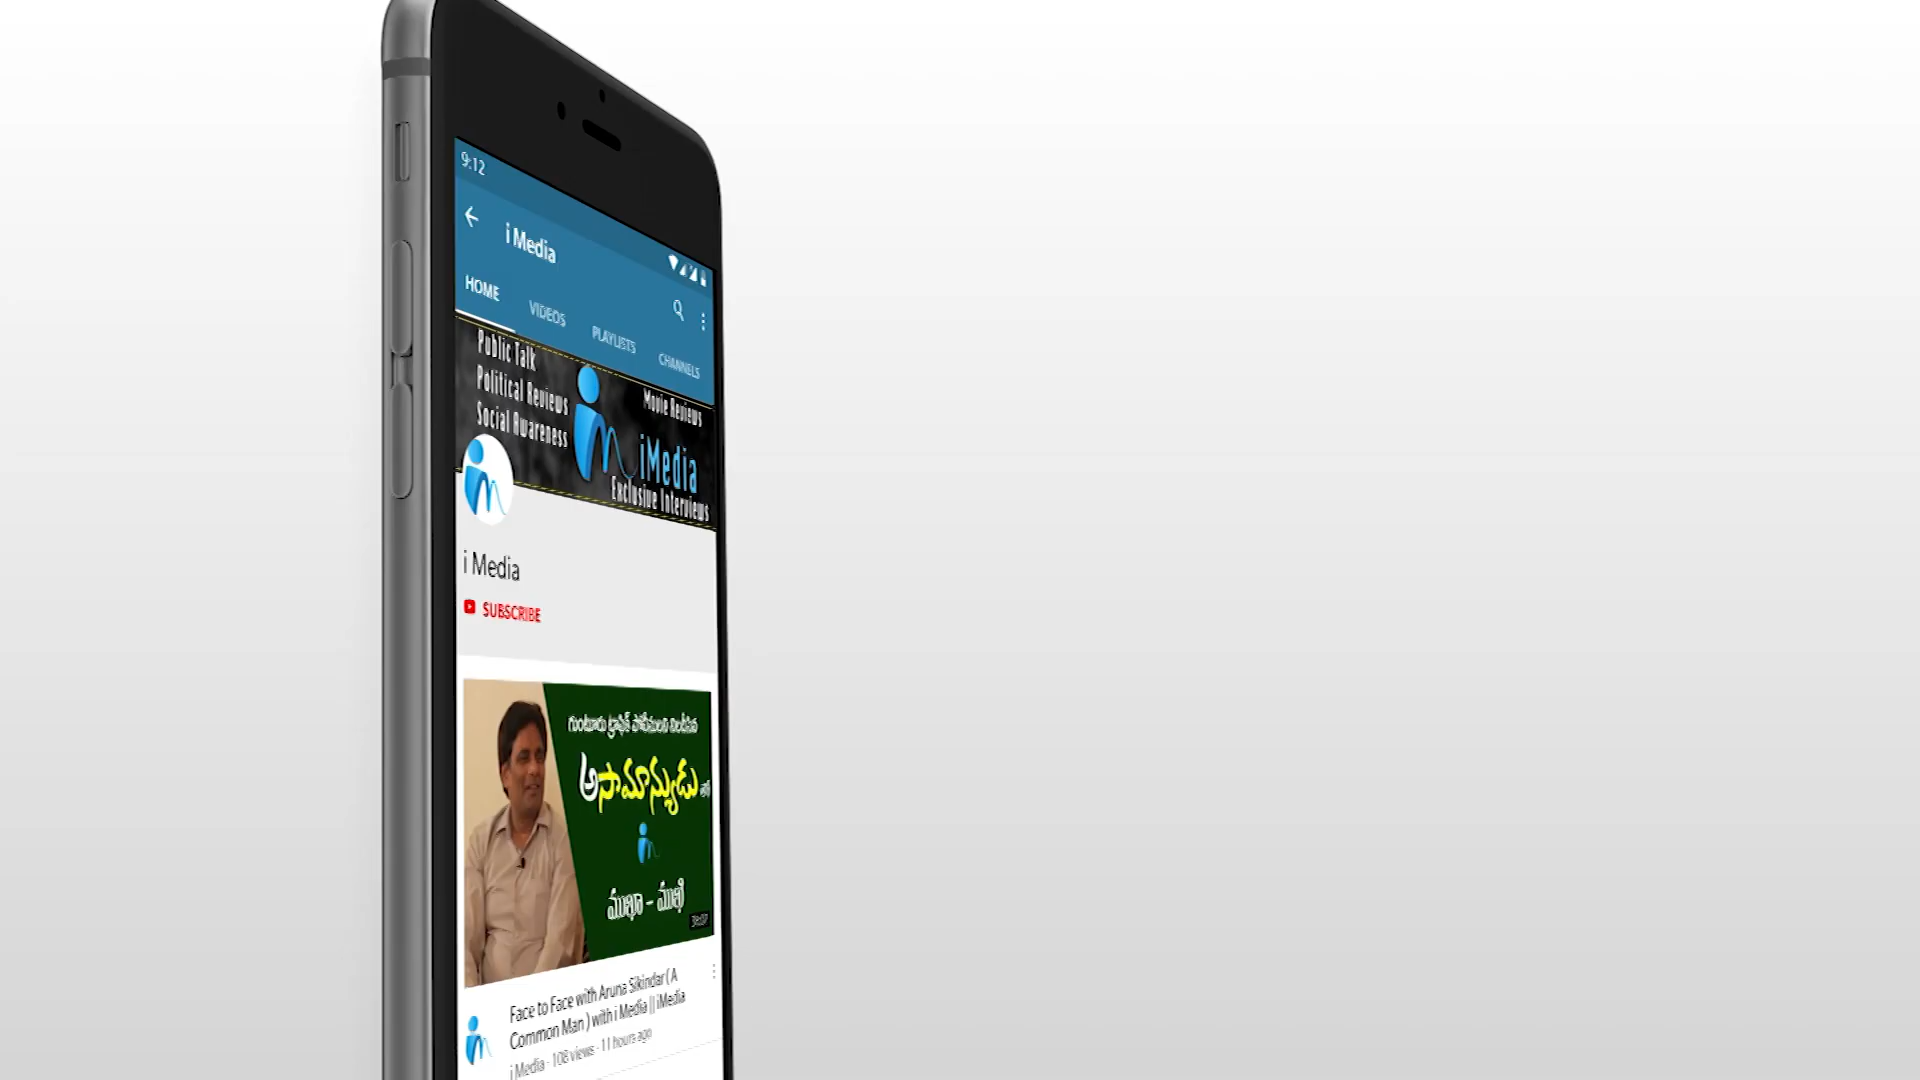 9:12
i Media
HOME
VIDEOS
PLAYLISTS
CHANNELS
Public Talk
Political Reviews
Social Awareness
Movie Reviews
iMedia
Exclusive Interviews
i Media
SUBSCRIBE
గుంటూరు ట్రాఫిక్ పోలీసులకు
అసామాన్యుడు తో
ముఖా - ముఖి
Face to Face with Aruna Sikindar ( A
Common Man ) with i Media || iMedia
i Media · 108 views · 11 hours ago